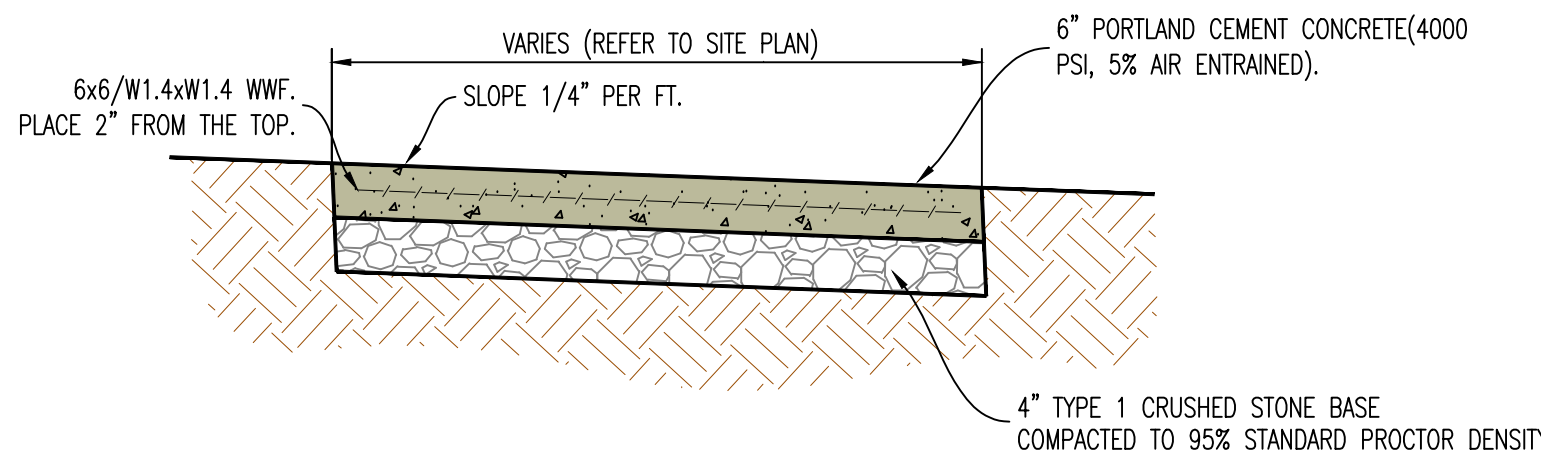 VARIES (REFER TO SITE PLAN)
6" PORTLAND CEMENT CONCRETE(4000
PSI, 5% AIR ENTRAINED).
6x6/W1.4xW1.4 WWF.
PLACE 2" FROM THE TOP.
SLOPE 1/4" PER FT.
4" TYPE 1 CRUSHED STONE BASE
COMPACTED TO 95% STANDARD PROCTOR DENSITY